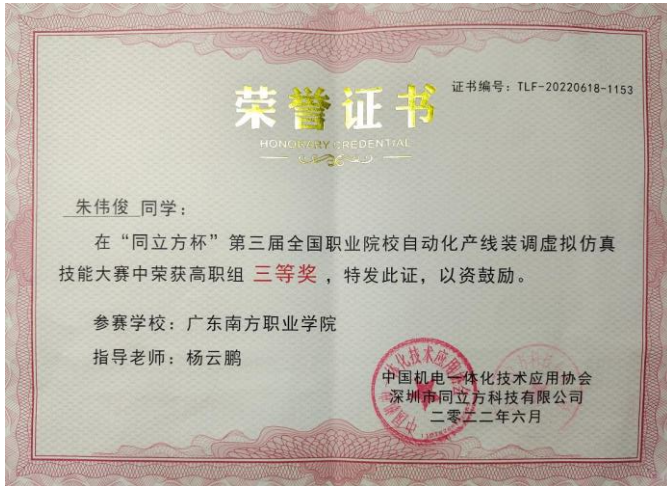 证书编号：TLF-20220618-1153
荣誉证书
HONORARY CREDENTIAL
朱伟俊 同学：
在“同立方杯”第三届全国职业院校自动化产线装调虚拟仿真
技能大赛中荣获高职组 三等奖 ，特发此证，以资鼓励。
参赛学校：广东南方职业学院
指导老师：杨云鹏
中国机电一体化技术应用协会
深圳市同立方科技有限公司
二零二二年六月